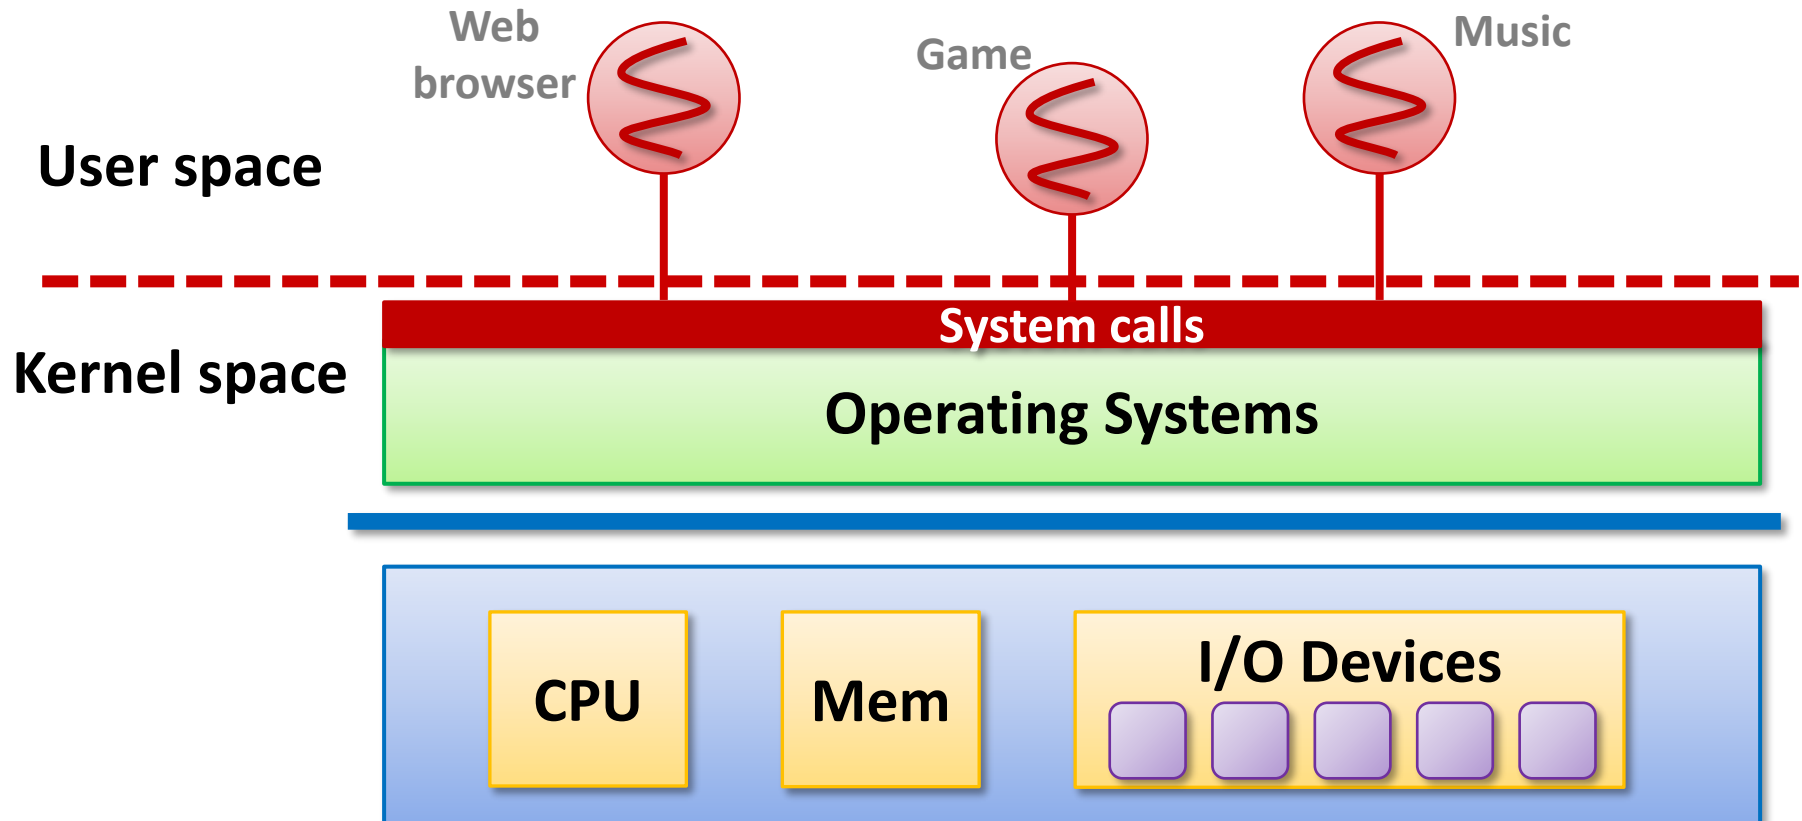 Web
browser
Game
Music
User space
System calls
Kernel space
Operating Systems
CPU
Mem
I/O Devices